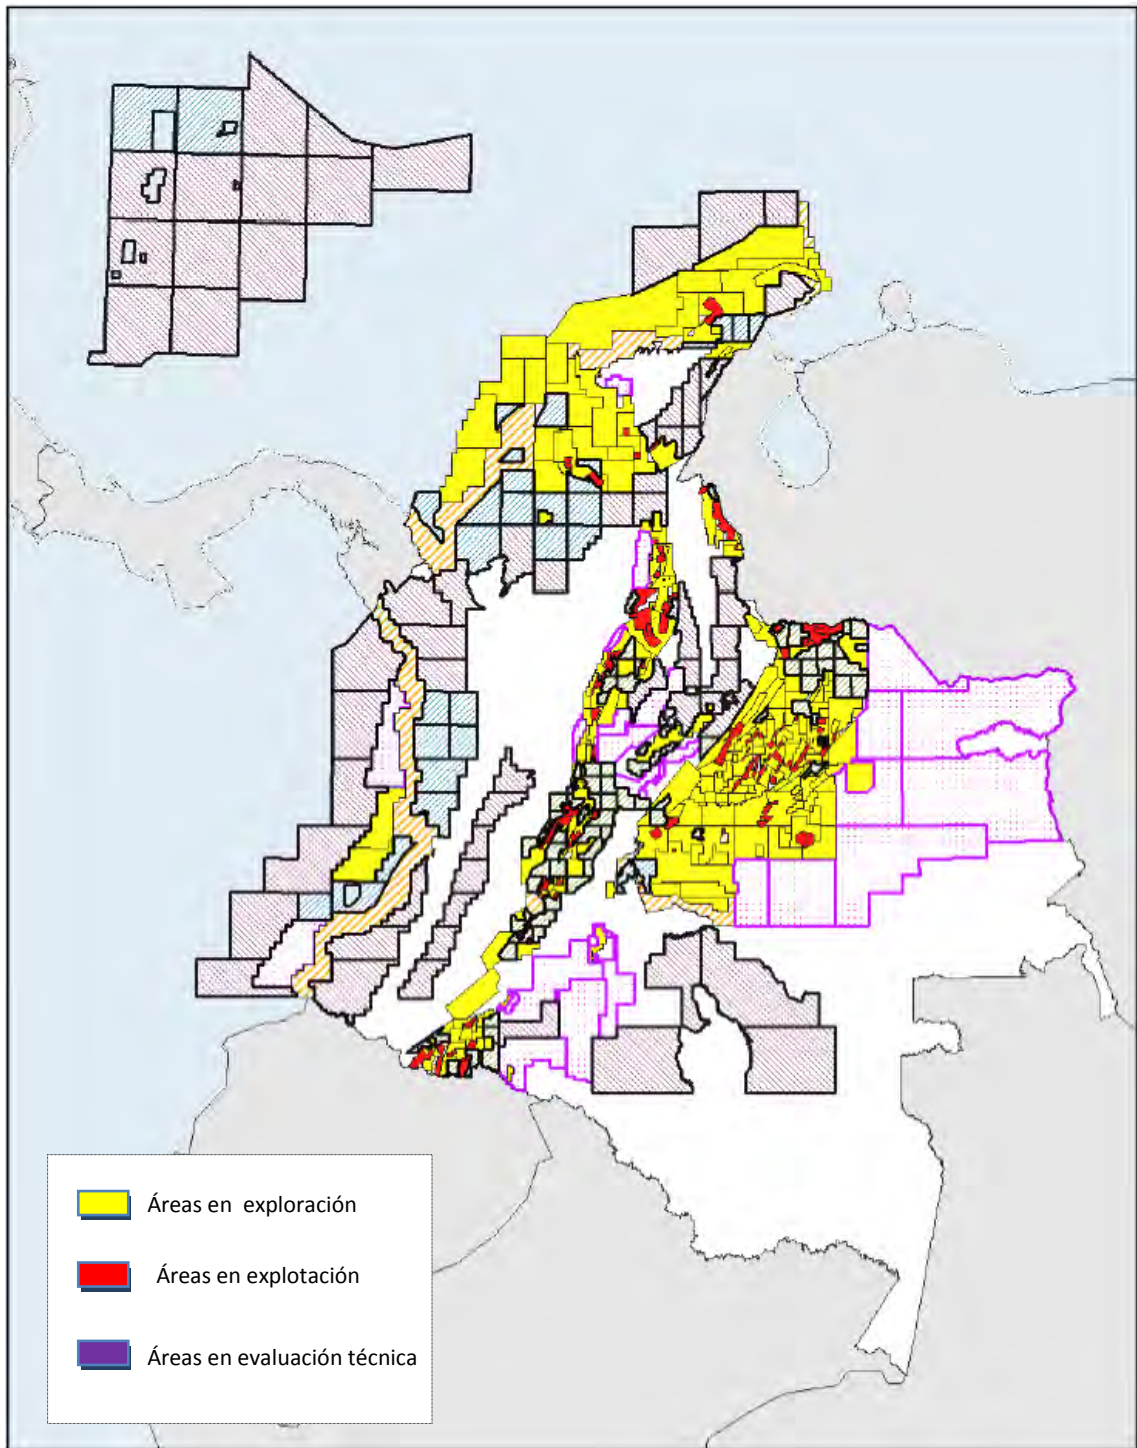 Áreas en exploración
Áreas en explotación
Áreas en evaluación técnica